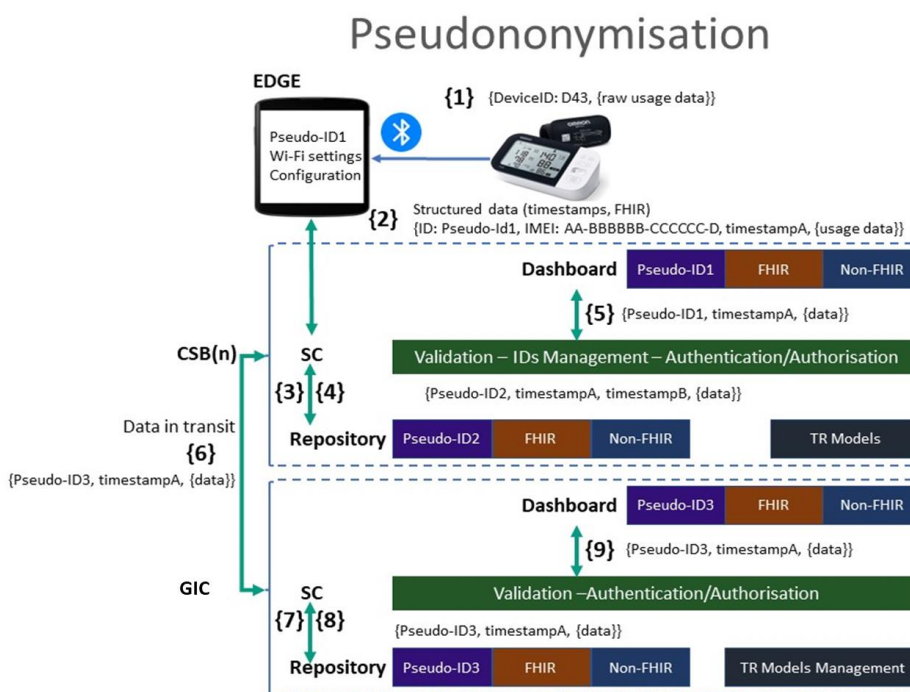 Pseudononymisation
EDGE
{1} {DeviceID: D43, {raw usage data}}
Pseudo-ID1
Wi-Fi settings
Configuration
{2} Structured data (timestamps, FHIR)
{ID: Pseudo-Id1, IMEI: AA-BBBBBB-CCCCCC-D, timestampA, {usage data}}
Dashboard Pseudo-ID1 FHIR Non-FHIR
{5} {Pseudo-ID1, timestampA, {data}}
CSB(n) SC Validation – IDs Management – Authentication/Authorisation
{3} {4} {Pseudo-ID2, timestampA, timestampB, {data}}
Repository Pseudo-ID2 FHIR Non-FHIR TR Models
Data in transit
{6}
{Pseudo-ID3, timestampA, {data}}
Dashboard Pseudo-ID3 FHIR Non-FHIR
{9} {Pseudo-ID3, timestampA, {data}}
GIC SC Validation –Authentication/Authorisation
{7} {8} {Pseudo-ID3, timestampA, {data}}
Repository Pseudo-ID3 FHIR Non-FHIR TR Models Management